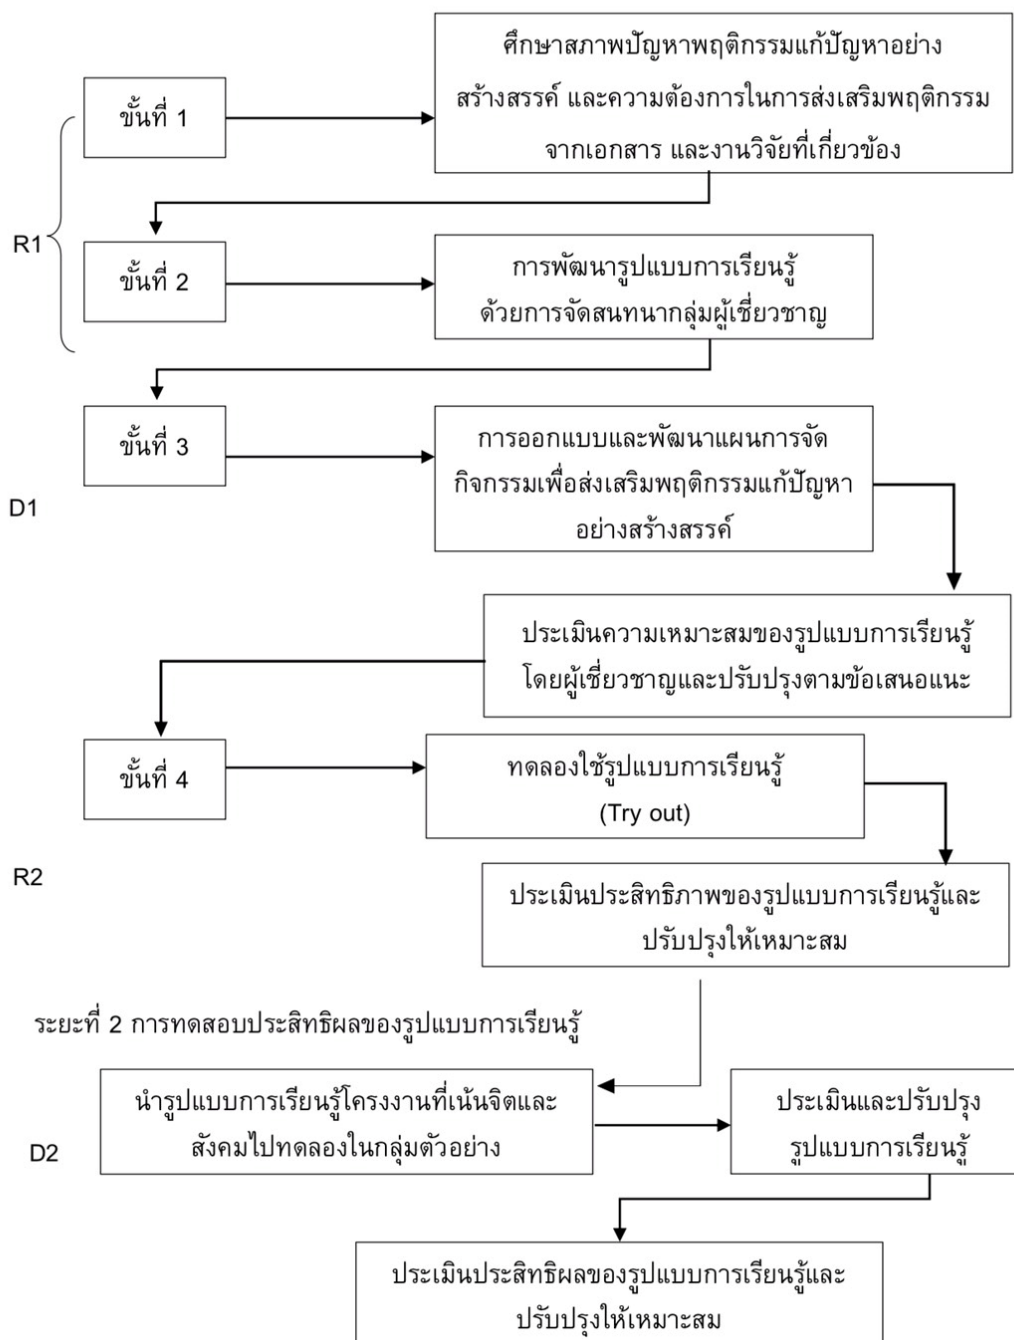 ศึกษาสภาพปัญหาพฤติกรรมแก้ปัญหาอย่าง
สร้างสรรค์ และความต้องการในการส่งเสริมพฤติกรรม
จากเอกสาร และงานวิจัยที่เกี่ยวข้อง
ขั้นที่ 1
R1
ขั้นที่ 2
การพัฒนารูปแบบการเรียนรู้
ด้วยการจัดสนทนากลุ่มผู้เชี่ยวชาญ
ขั้นที่ 3
การออกแบบและพัฒนาแผนการจัด
กิจกรรมเพื่อส่งเสริมพฤติกรรมแก้ปัญหา
อย่างสร้างสรรค์
D1
ประเมินความเหมาะสมของรูปแบบการเรียนรู้
โดยผู้เชี่ยวชาญและปรับปรุงตามข้อเสนอแนะ
ขั้นที่ 4
ทดลองใช้รูปแบบการเรียนรู้
(Try out)
R2
ประเมินประสิทธิภาพของรูปแบบการเรียนรู้และ
ปรับปรุงให้เหมาะสม
ระยะที่ 2 การทดสอบประสิทธิผลของรูปแบบการเรียนรู้
นำรูปแบบการเรียนรู้โครงงานที่เน้นจิตและ
สังคมไปทดลองในกลุ่มตัวอย่าง
D2
ประเมินและปรับปรุง
รูปแบบการเรียนรู้
ประเมินประสิทธิผลของรูปแบบการเรียนรู้และ
ปรับปรุงให้เหมาะสม